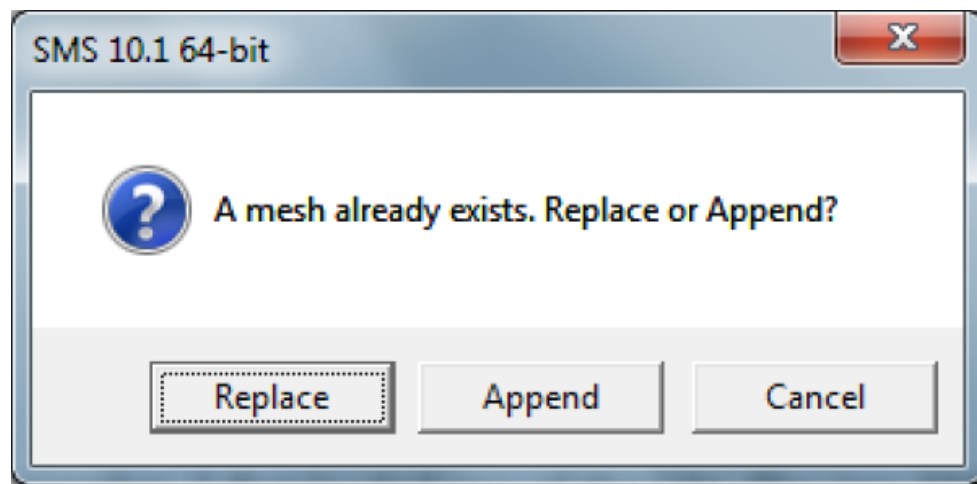 SMS 10.1 64-bit
A mesh already exists. Replace or Append?
Replace Append Cancel